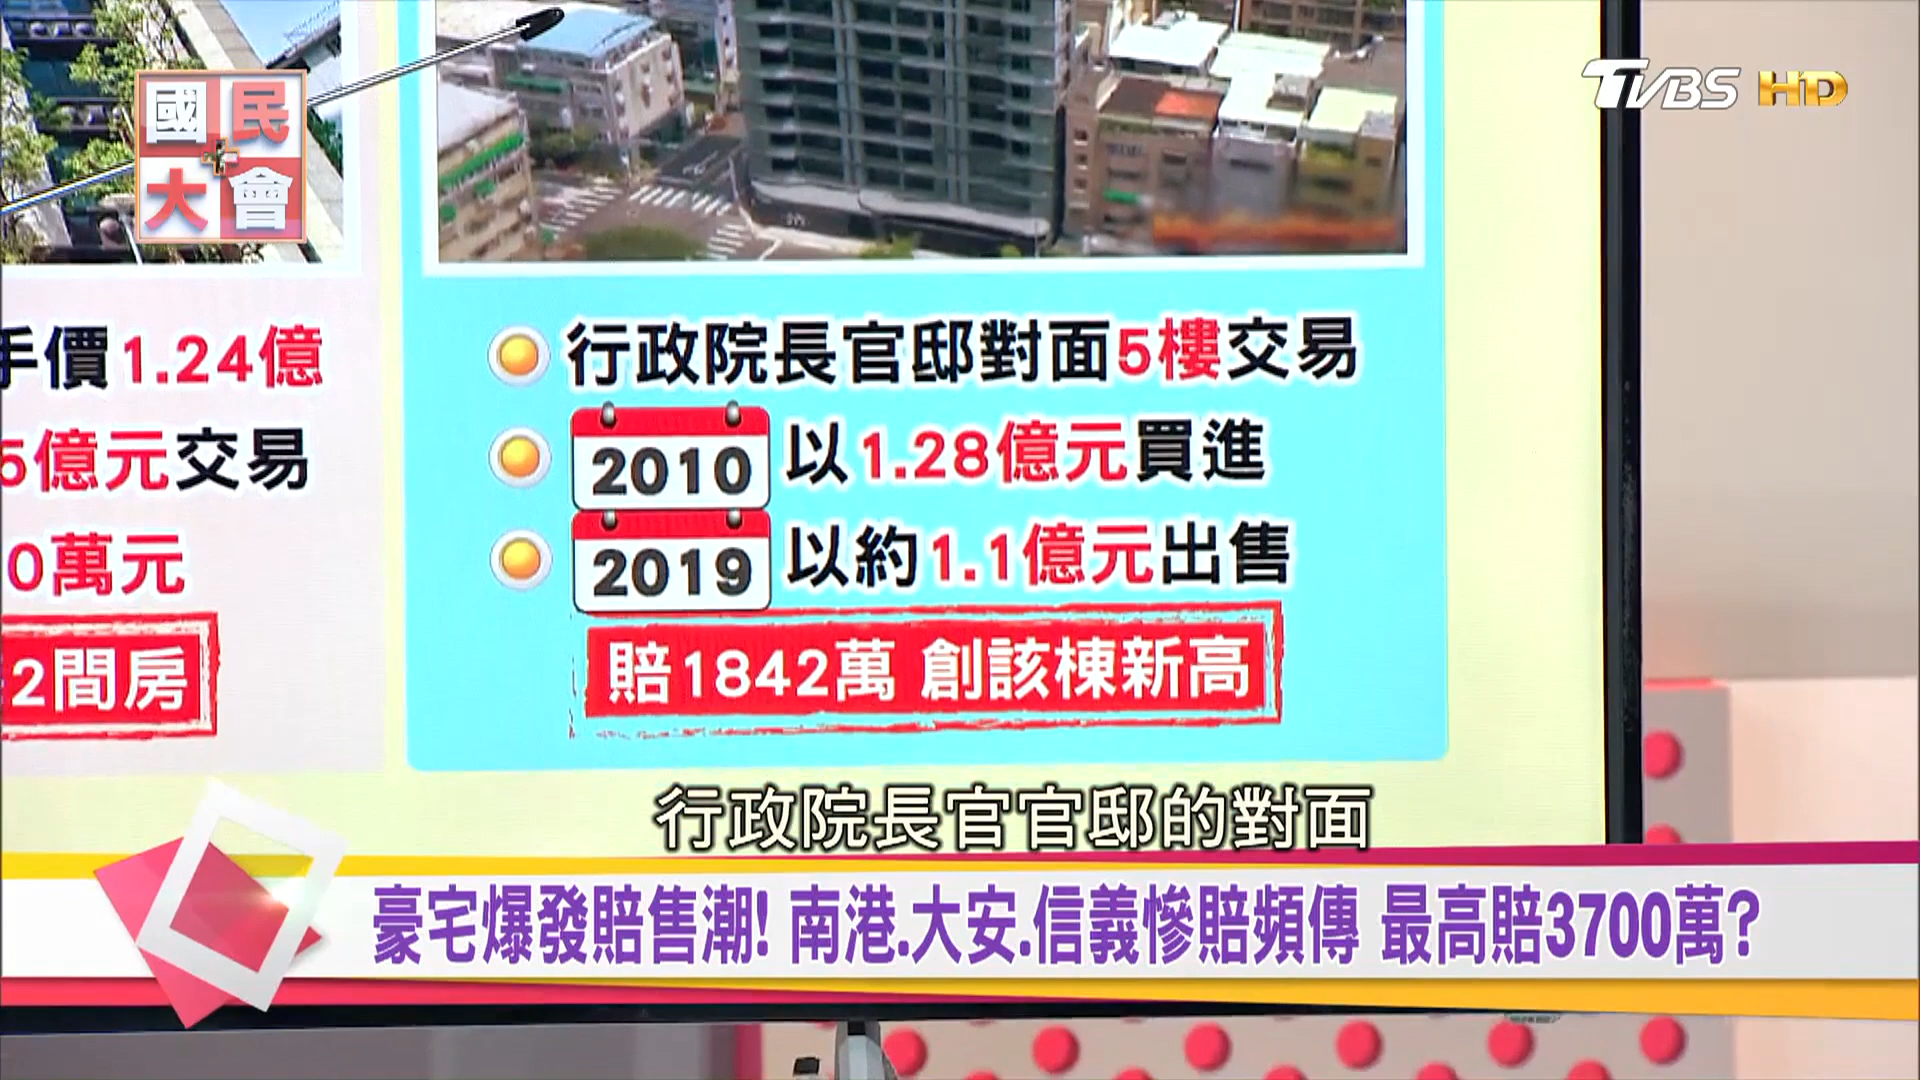 國民
大會
TVBS HD
手價1.24億
5億元交易
0萬元
2間房
行政院長官邸對面5樓交易
2010 以1.28億元買進
2019 以約1.1億元出售
賠1842萬 創該棟新高
行政院長官官邸的對面
豪宅爆發賠售潮! 南港.大安.信義慘賠頻傳 最高賠3700萬?